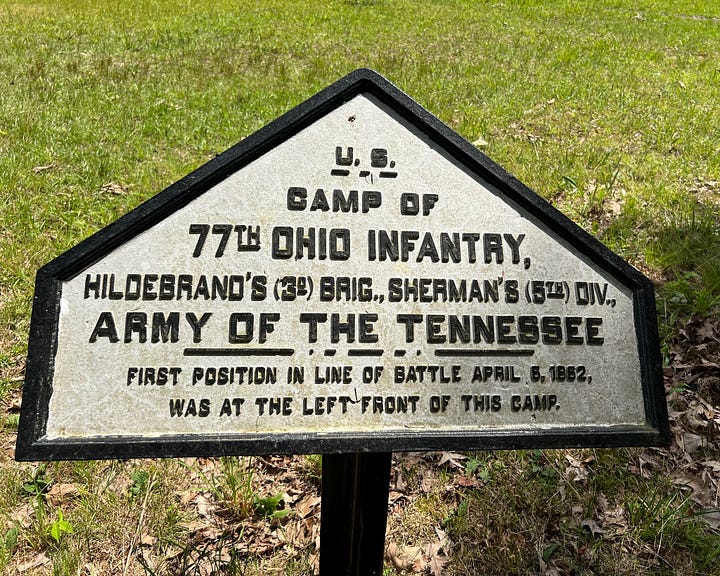 U. S.
CAMP OF
77TH OHIO INFANTRY,
HILDEBRAND'S (3D) BRIG., SHERMAN'S (5TH) DIV.,
ARMY OF THE TENNESSEE
FIRST POSITION IN LINE OF BATTLE APRIL 6, 1862,
WAS AT THE LEFT FRONT OF THIS CAMP.